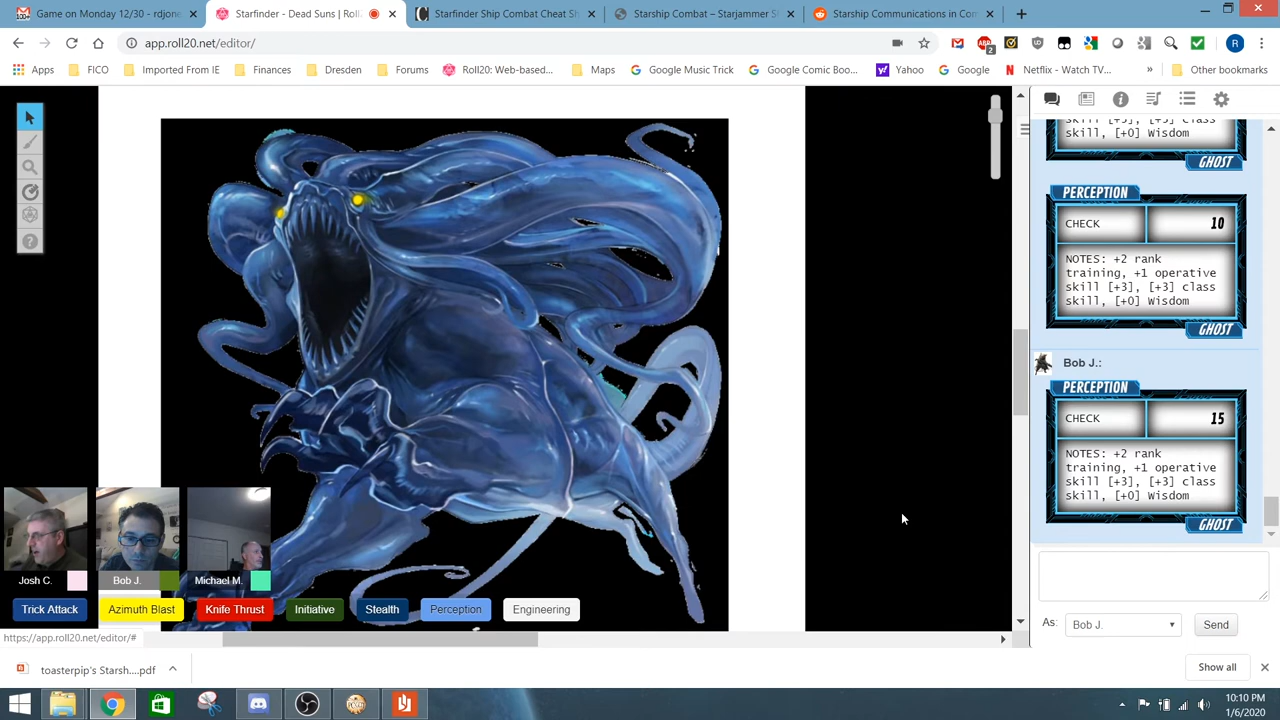 Game on Monday 12/30 - rdjone
Starfinder - Dead Suns | Roll
Starfinder Ship Combat Cheat Sh
Starship Combat – Starjammer S
Starship Communications in Com
app.roll20.net/editor/
2
R
Apps
FICO
Imported From IE
Finances
Dresden
Forums
Roll20: Web-based...
Maps
Google Music Trick
Google Comic Boo...
Yahoo
Google
Netflix - Watch TV...
»
Other bookmarks
skill [+3], [+3] class
skill, [+0] Wisdom
GHOST
PERCEPTION
CHECK 10
NOTES: +2 rank
training, +1 operative
skill [+3], [+3] class
skill, [+0] Wisdom
GHOST
Bob J.:
PERCEPTION
CHECK 15
NOTES: +2 rank
training, +1 operative
skill [+3], [+3] class
skill, [+0] Wisdom
GHOST
Josh C.
Bob J.
Michael M.
Trick Attack
Azimuth Blast
Knife Thrust
Initiative
Stealth
Perception
Engineering
As:
Bob J.
Send
https://app.roll20.net/editor/#
toasterpip's Starsh....pdf
Show all
10:10 PM
1/6/2020